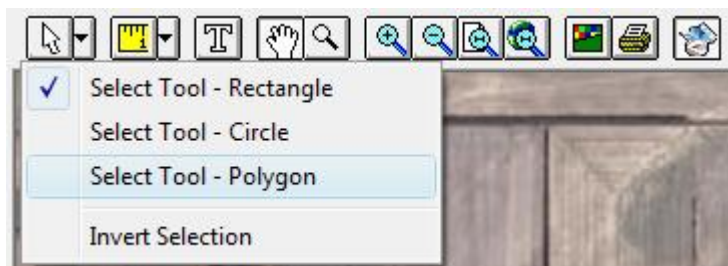 T
Select Tool - Rectangle
Select Tool - Circle
Select Tool - Polygon
Invert Selection